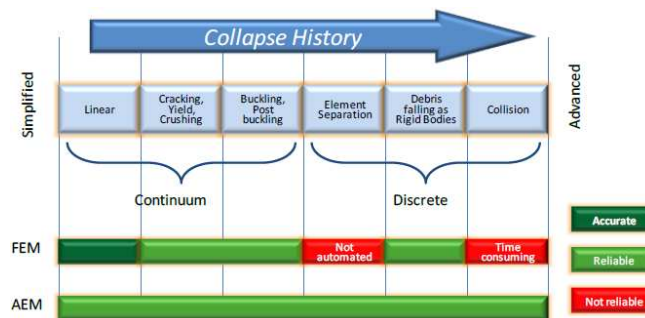 Collapse History
Simplified
Linear
Cracking,
Yield,
Crushing
Buckling,
Post
buckling
Element
Separation
Debris
falling as
Rigid Bodies
Collision
Advanced
Continuum
Discrete
FEM
Not
automated
Time
consuming
AEM
Accurate
Reliable
Not reliable